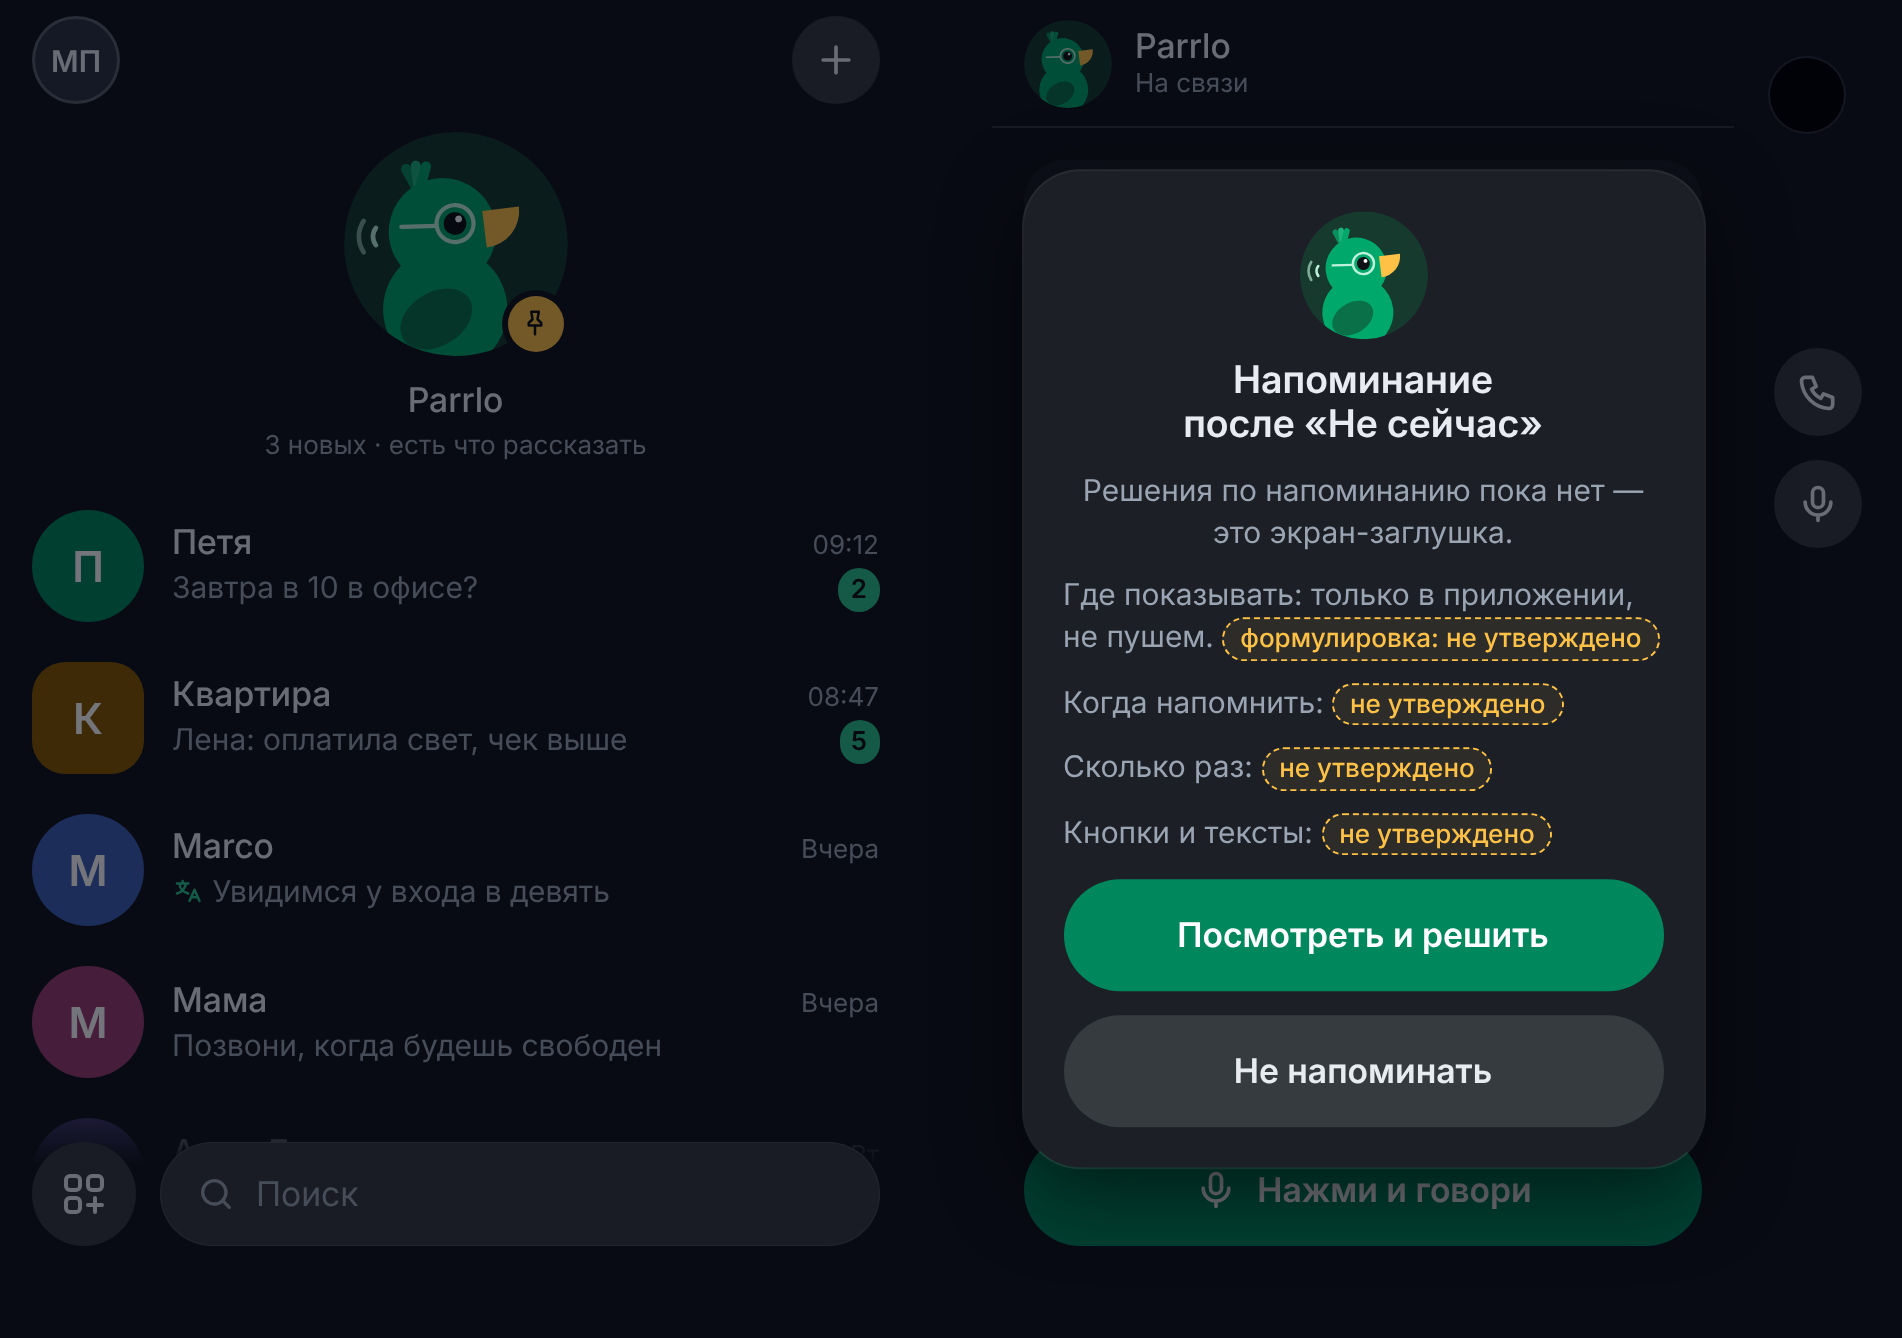 МП
Parrlo
3 новых · есть что рассказать
П
Петя
09:12
Завтра в 10 в офисе?
2
К
Квартира
08:47
Лена: оплатила свет, чек выше
5
M
Marco
Вчера
Увидимся у входа в девять
М
Мама
Вчера
Позвони, когда будешь свободен
Вт
Поиск
Parrlo
На связи
Напоминание
после «Не сейчас»
Решения по напоминанию пока нет —
это экран-заглушка.
Где показывать: только в приложении,
не пушем. формулировка: не утверждено
Когда напомнить: не утверждено
Сколько раз: не утверждено
Кнопки и тексты: не утверждено
Посмотреть и решить
Не напоминать
Нажми и говори